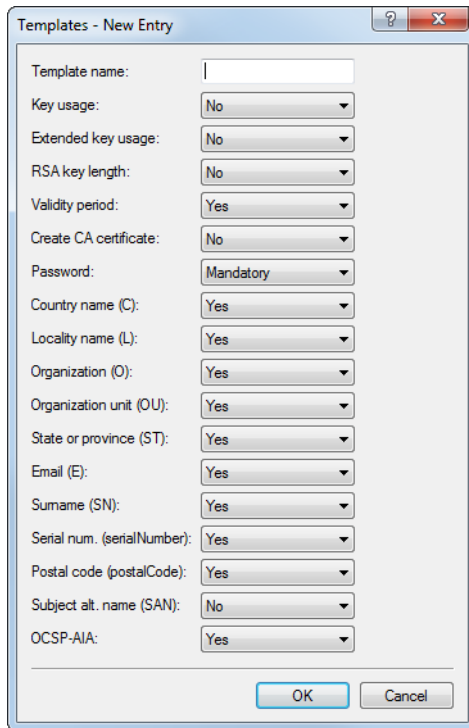 Templates - New Entry
Template name:
Key usage: No
Extended key usage: No
RSA key length: No
Validity period: Yes
Create CA certificate: No
Password: Mandatory
Country name (C): Yes
Locality name (L): Yes
Organization (O): Yes
Organization unit (OU): Yes
State or province (ST): Yes
Email (E): Yes
Surname (SN): Yes
Serial num. (serialNumber): Yes
Postal code (postalCode): Yes
Subject alt. name (SAN): No
OCSP-AIA: Yes
OK Cancel